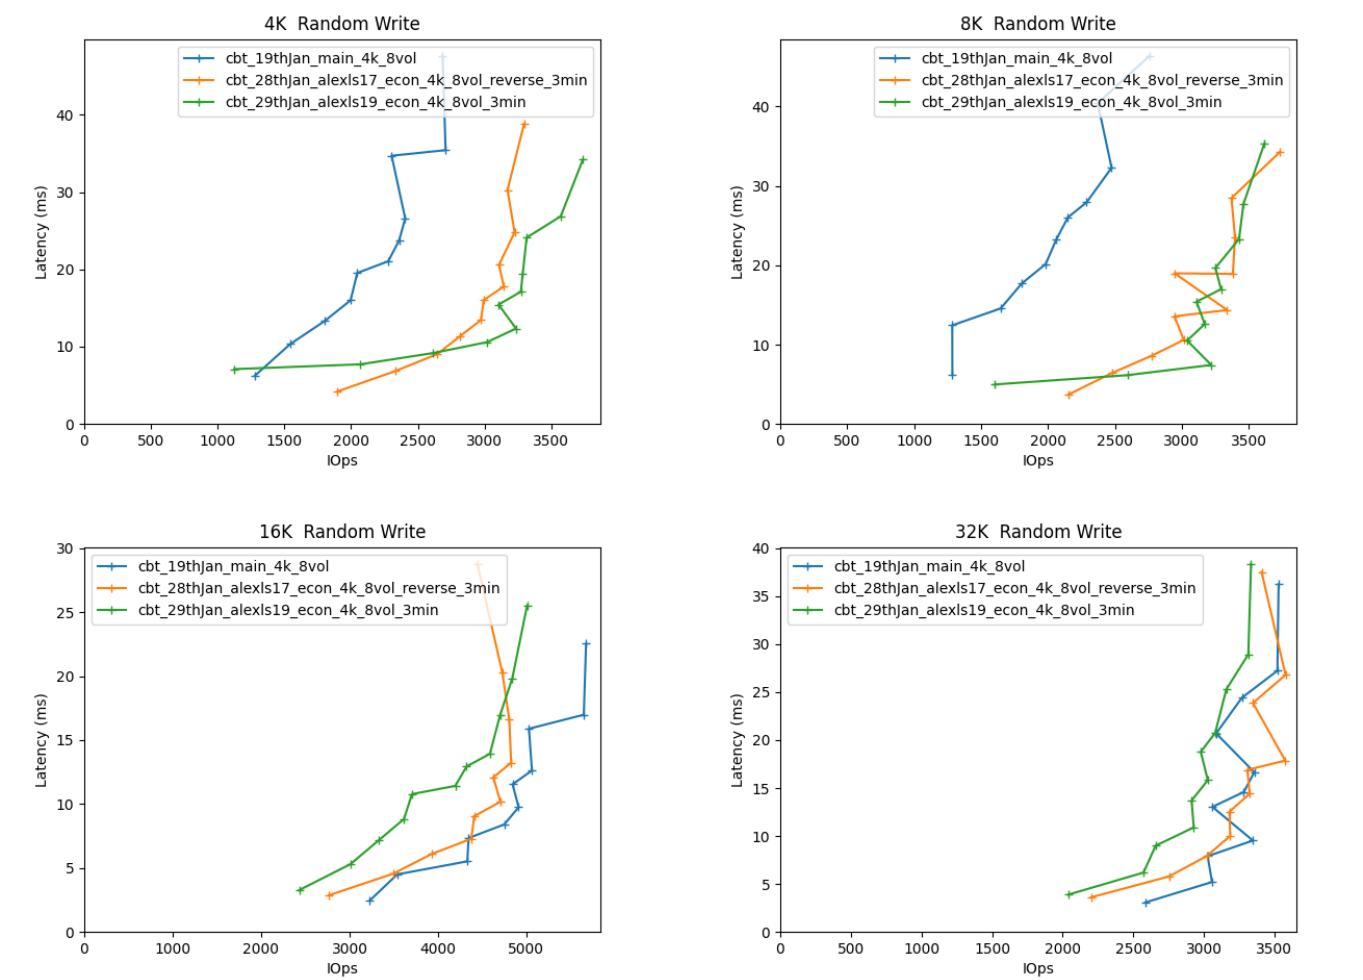 4K  Random Write
cbt_19thJan_main_4k_8vol
cbt_28thJan_alexls17_econ_4k_8vol_reverse_3min
cbt_29thJan_alexls19_econ_4k_8vol_3min
Latency (ms)
40
30
20
10
0
0 500 1000 1500 2000 2500 3000 3500
IOps
8K  Random Write
cbt_19thJan_main_4k_8vol
cbt_28thJan_alexls17_econ_4k_8vol_reverse_3min
cbt_29thJan_alexls19_econ_4k_8vol_3min
Latency (ms)
40
30
20
10
0
0 500 1000 1500 2000 2500 3000 3500
IOps
16K  Random Write
cbt_19thJan_main_4k_8vol
cbt_28thJan_alexls17_econ_4k_8vol_reverse_3min
cbt_29thJan_alexls19_econ_4k_8vol_3min
Latency (ms)
30
25
20
15
10
5
0
0 1000 2000 3000 4000 5000
IOps
32K  Random Write
cbt_19thJan_main_4k_8vol
cbt_28thJan_alexls17_econ_4k_8vol_reverse_3min
cbt_29thJan_alexls19_econ_4k_8vol_3min
Latency (ms)
40
35
30
25
20
15
10
5
0
0 500 1000 1500 2000 2500 3000 3500
IOps